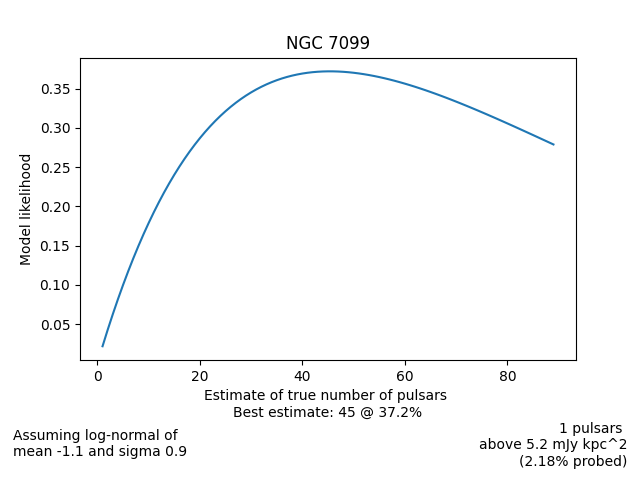 NGC 7099
Model likelihood
0.35
0.30
0.25
0.20
0.15
0.10
0.05
0 20 40 60 80
Estimate of true number of pulsars
Best estimate: 45 @ 37.2%
Assuming log-normal of
mean -1.1 and sigma 0.9
1 pulsars
above 5.2 mJy kpc^2
(2.18% probed)